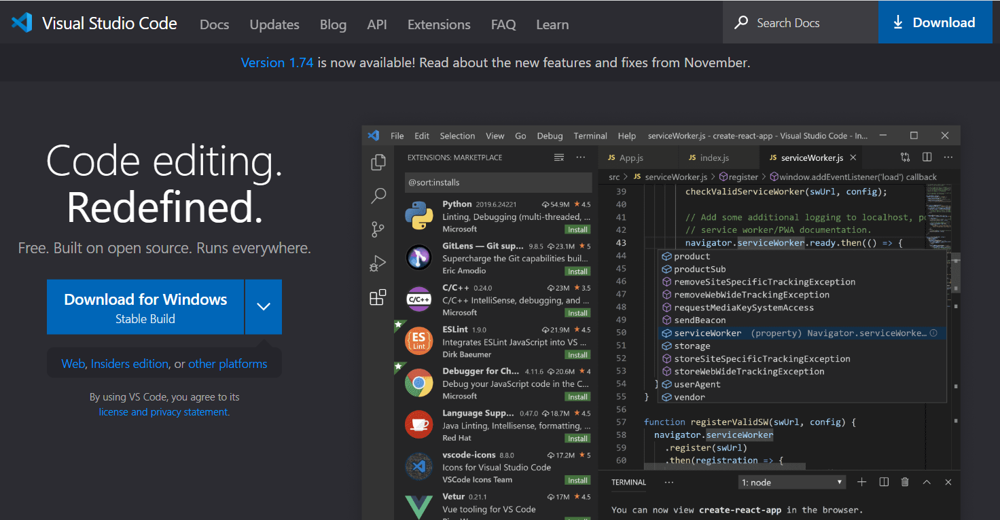 Visual Studio Code Docs Updates Blog API Extensions FAQ Learn Search Docs Download
Version 1.74 is now available! Read about the new features and fixes from November.
Code editing.
Redefined.
Free. Built on open source. Runs everywhere.
Download for Windows
Stable Build
Web, Insiders edition, or other platforms
By using VS Code, you agree to its
license and privacy statement.
File Edit Selection View Go Debug Terminal Help serviceWorker.js - create-react-app - Visual Studio Code - In...
EXTENSIONS: MARKETPLACE
@sort:installs
Python 2019.6.24221 54.9M 4.5
Linting, Debugging (multi-threaded, ...
Microsoft Install
GitLens — Git sup... 9.8.5 23.1M 5
Supercharge the Git capabilities buil...
Eric Amodio Install
C/C++
C/C++ 0.24.0 23M 3.5
C/C++ IntelliSense, debugging, and ...
Microsoft Install
ES
Lint
ESLint 1.9.0 21.9M 4.5
Integrates ESLint JavaScript into VS ...
Dirk Baeumer Install
Debugger for Ch... 4.11.6 20.6M 4
Debug your JavaScript code in the C...
Microsoft Install
Language Supp... 0.47.0 18.7M 4.5
Java Linting, Intellisense, formatting, ...
Red Hat Install
vscode-icons 8.8.0 17.2M 5
Icons for Visual Studio Code
VSCode Icons Team Install
Vetur 0.21.1 17M 4.5
Vue tooling for VS Code
JS App.js JS index.js JS serviceWorker.js
src > JS serviceWorker.js > register > window.addEventListener('load') callback
39 checkValidServiceWorker(swUrl, config);
40
41 // Add some additional logging to localhost, po
42 // service worker/PWA documentation.
43 navigator.serviceWorker.ready.then(() => {
44 product
45 productSub
46 removeSiteSpecificTrackingException
47 removeWebWideTrackingException
48 requestMediaKeySystemAccess
49 sendBeacon
50 serviceWorker (property) Navigator.serviceWorke...
51 storage
52 storeSiteSpecificTrackingException
53 storeWebWideTrackingException
54 } userAgent
55 } vendor
56
57 function registerValidSW(swUrl, config) {
58 navigator.serviceWorker
59 .register(swUrl)
60 .then(registration => {
TERMINAL ... 1: node
You can now view create-react-app in the browser.